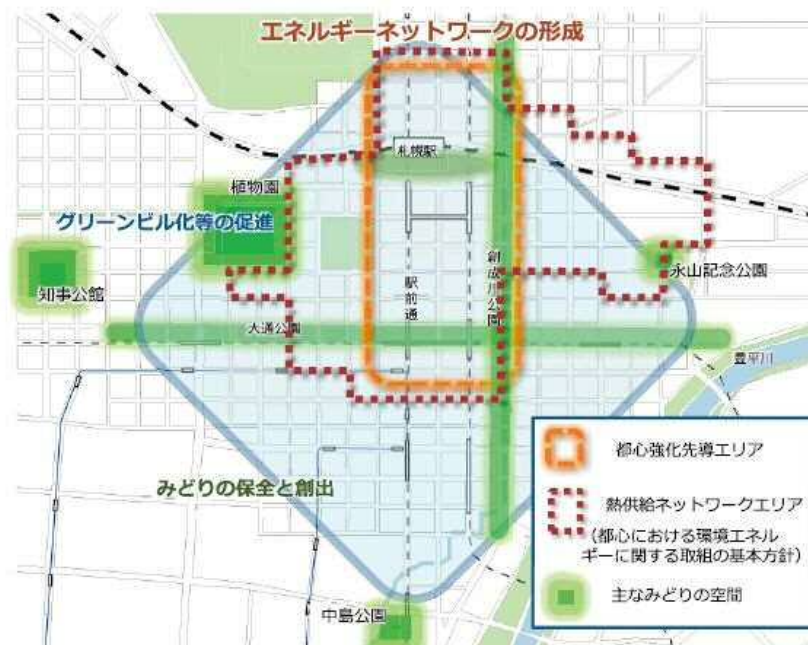 エネルギーネットワークの形成
札幌駅
植物園
グリーンビル化等の促進
知事公館
永山記念公園
創成川公園
駅前通
大通公園
豊平川
みどりの保全と創出
中島公園
都心強化先導エリア
熱供給ネットワークエリア
(都心における環境エネル
ギーに関する取組の基本方針)
主なみどりの空間